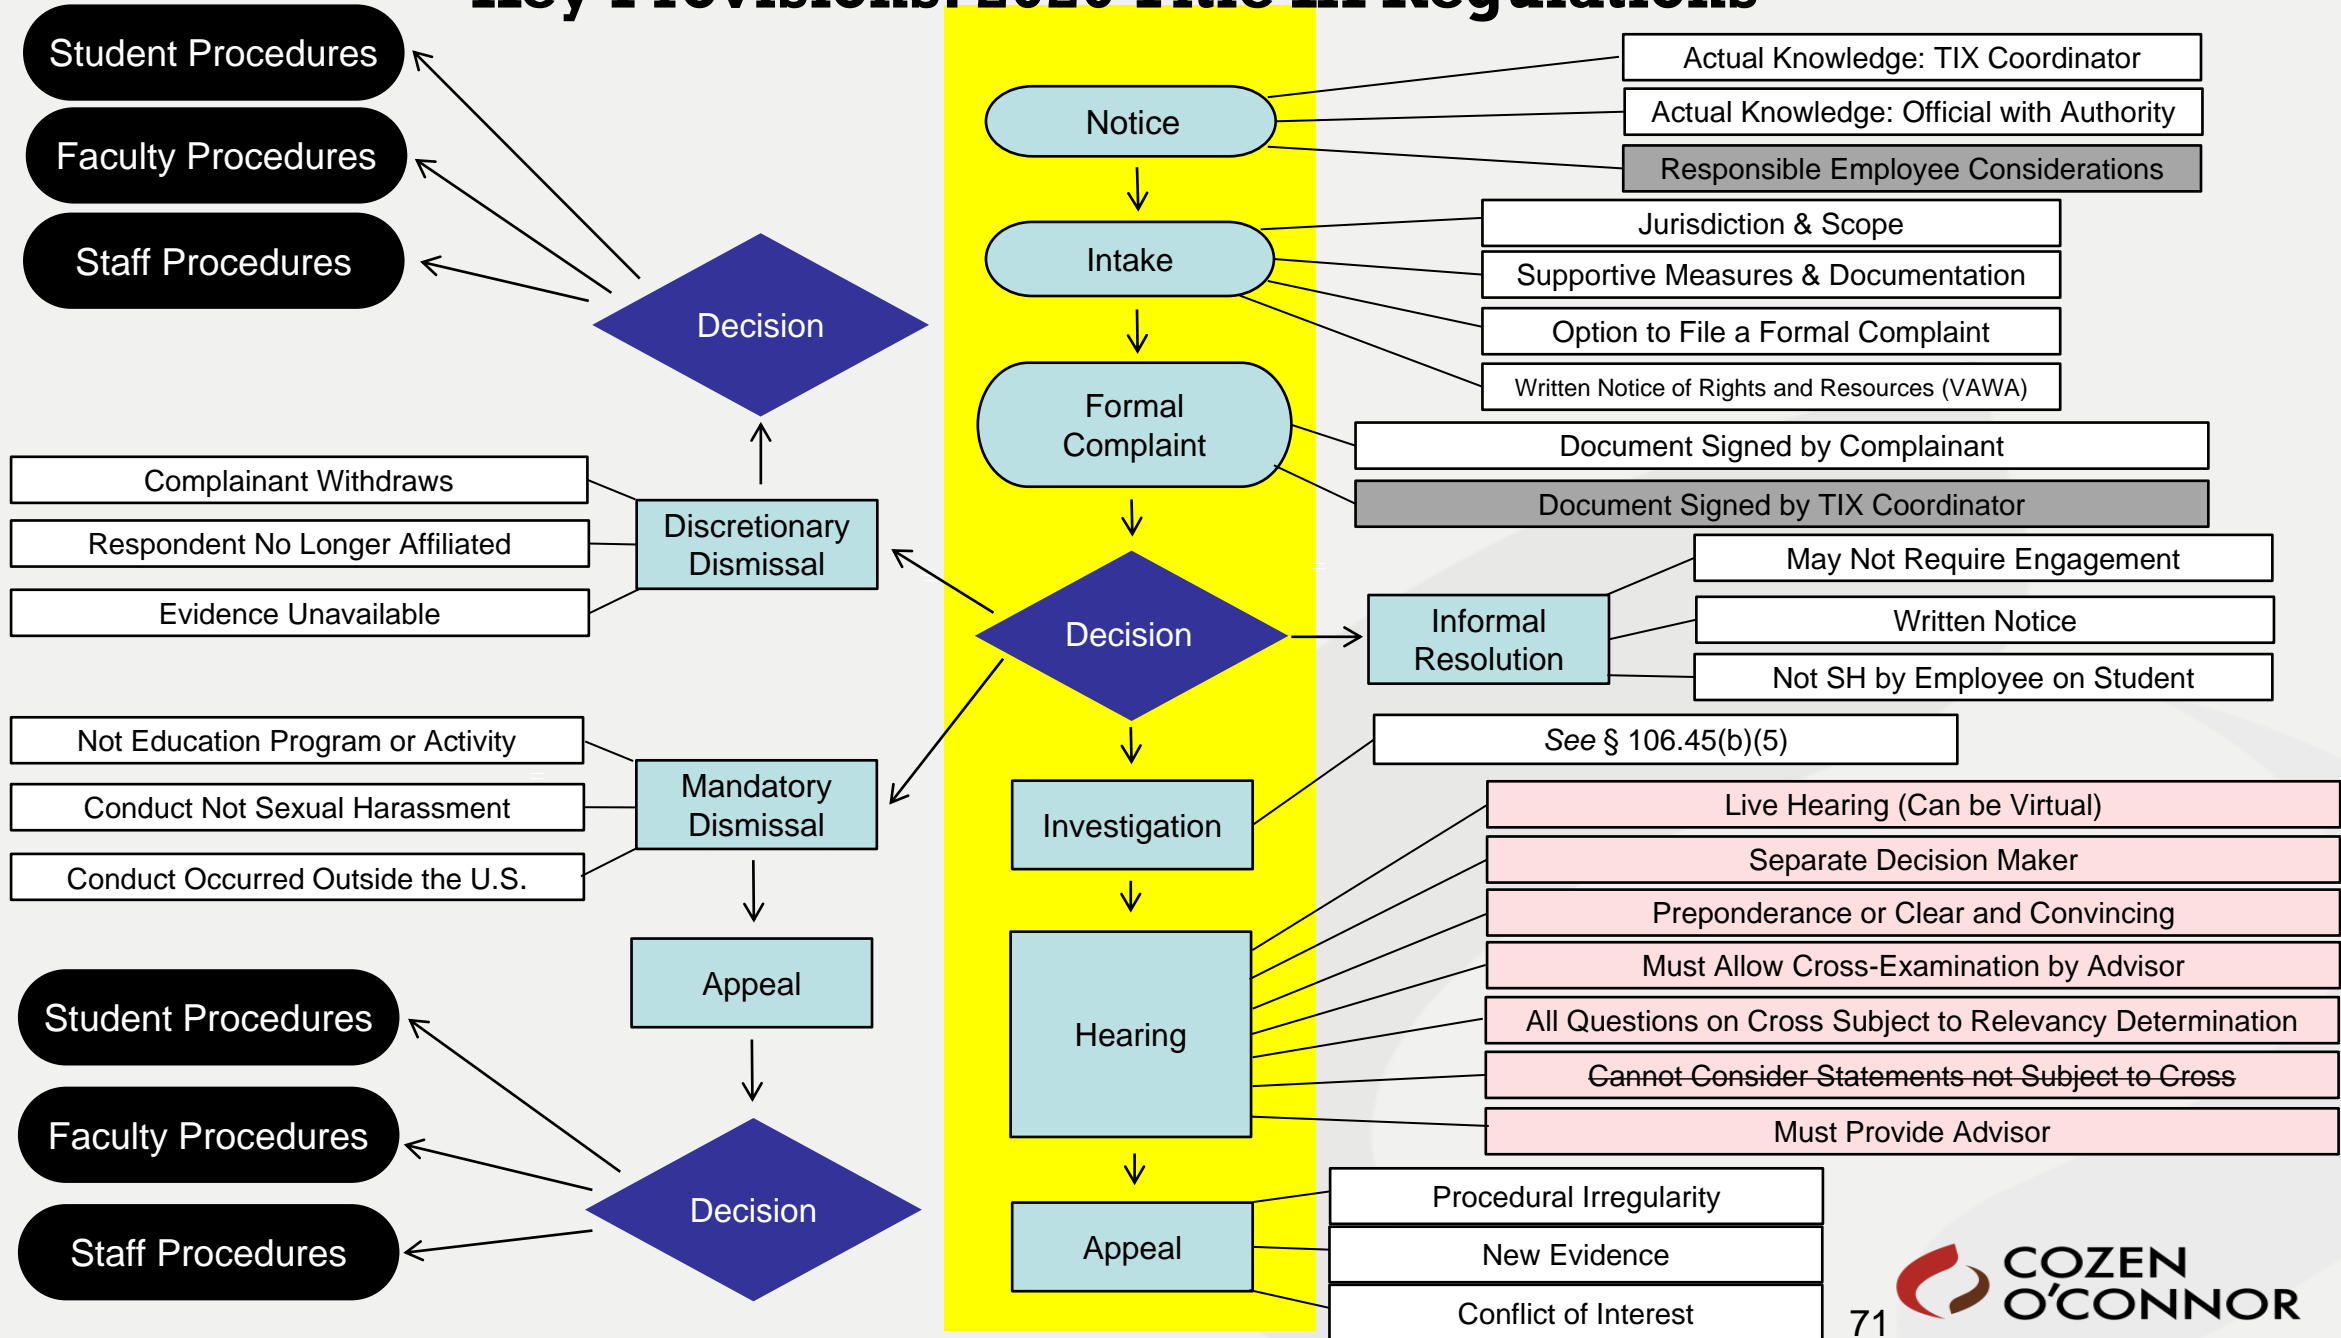 Key Provisions: 2020 Title IX Regulations
Student Procedures
Faculty Procedures
Staff Procedures
Decision
Complainant Withdraws
Respondent No Longer Affiliated
Evidence Unavailable
Discretionary
Dismissal
Not Education Program or Activity
Conduct Not Sexual Harassment
Conduct Occurred Outside the U.S.
Mandatory
Dismissal
Appeal
Student Procedures
Faculty Procedures
Staff Procedures
Decision
Notice
Intake
Formal
Complaint
Decision
Investigation
Hearing
Appeal
Actual Knowledge: TIX Coordinator
Actual Knowledge: Official with Authority
Responsible Employee Considerations
Jurisdiction & Scope
Supportive Measures & Documentation
Option to File a Formal Complaint
Written Notice of Rights and Resources (VAWA)
Document Signed by Complainant
Document Signed by TIX Coordinator
Informal
Resolution
May Not Require Engagement
Written Notice
Not SH by Employee on Student
See § 106.45(b)(5)
Live Hearing (Can be Virtual)
Separate Decision Maker
Preponderance or Clear and Convincing
Must Allow Cross-Examination by Advisor
All Questions on Cross Subject to Relevancy Determination
Cannot Consider Statements not Subject to Cross
Must Provide Advisor
Procedural Irregularity
New Evidence
Conflict of Interest
71
COZEN
O'CONNOR